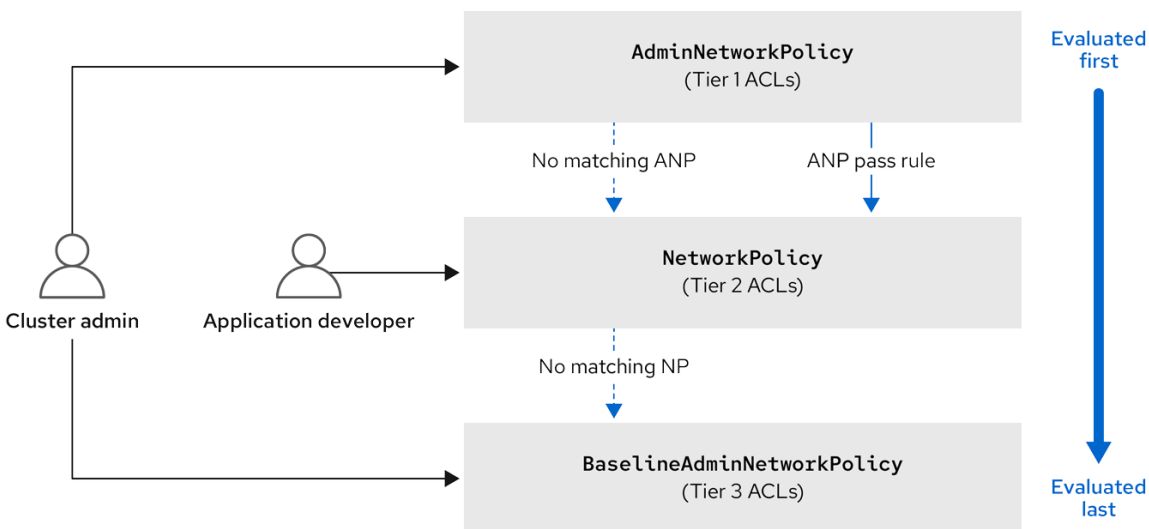 AdminNetworkPolicy
(Tier 1 ACLs)
Evaluated
first
No matching ANP
ANP pass rule
NetworkPolicy
(Tier 2 ACLs)
Cluster admin
Application developer
No matching NP
BaselineAdminNetworkPolicy
(Tier 3 ACLs)
Evaluated
last